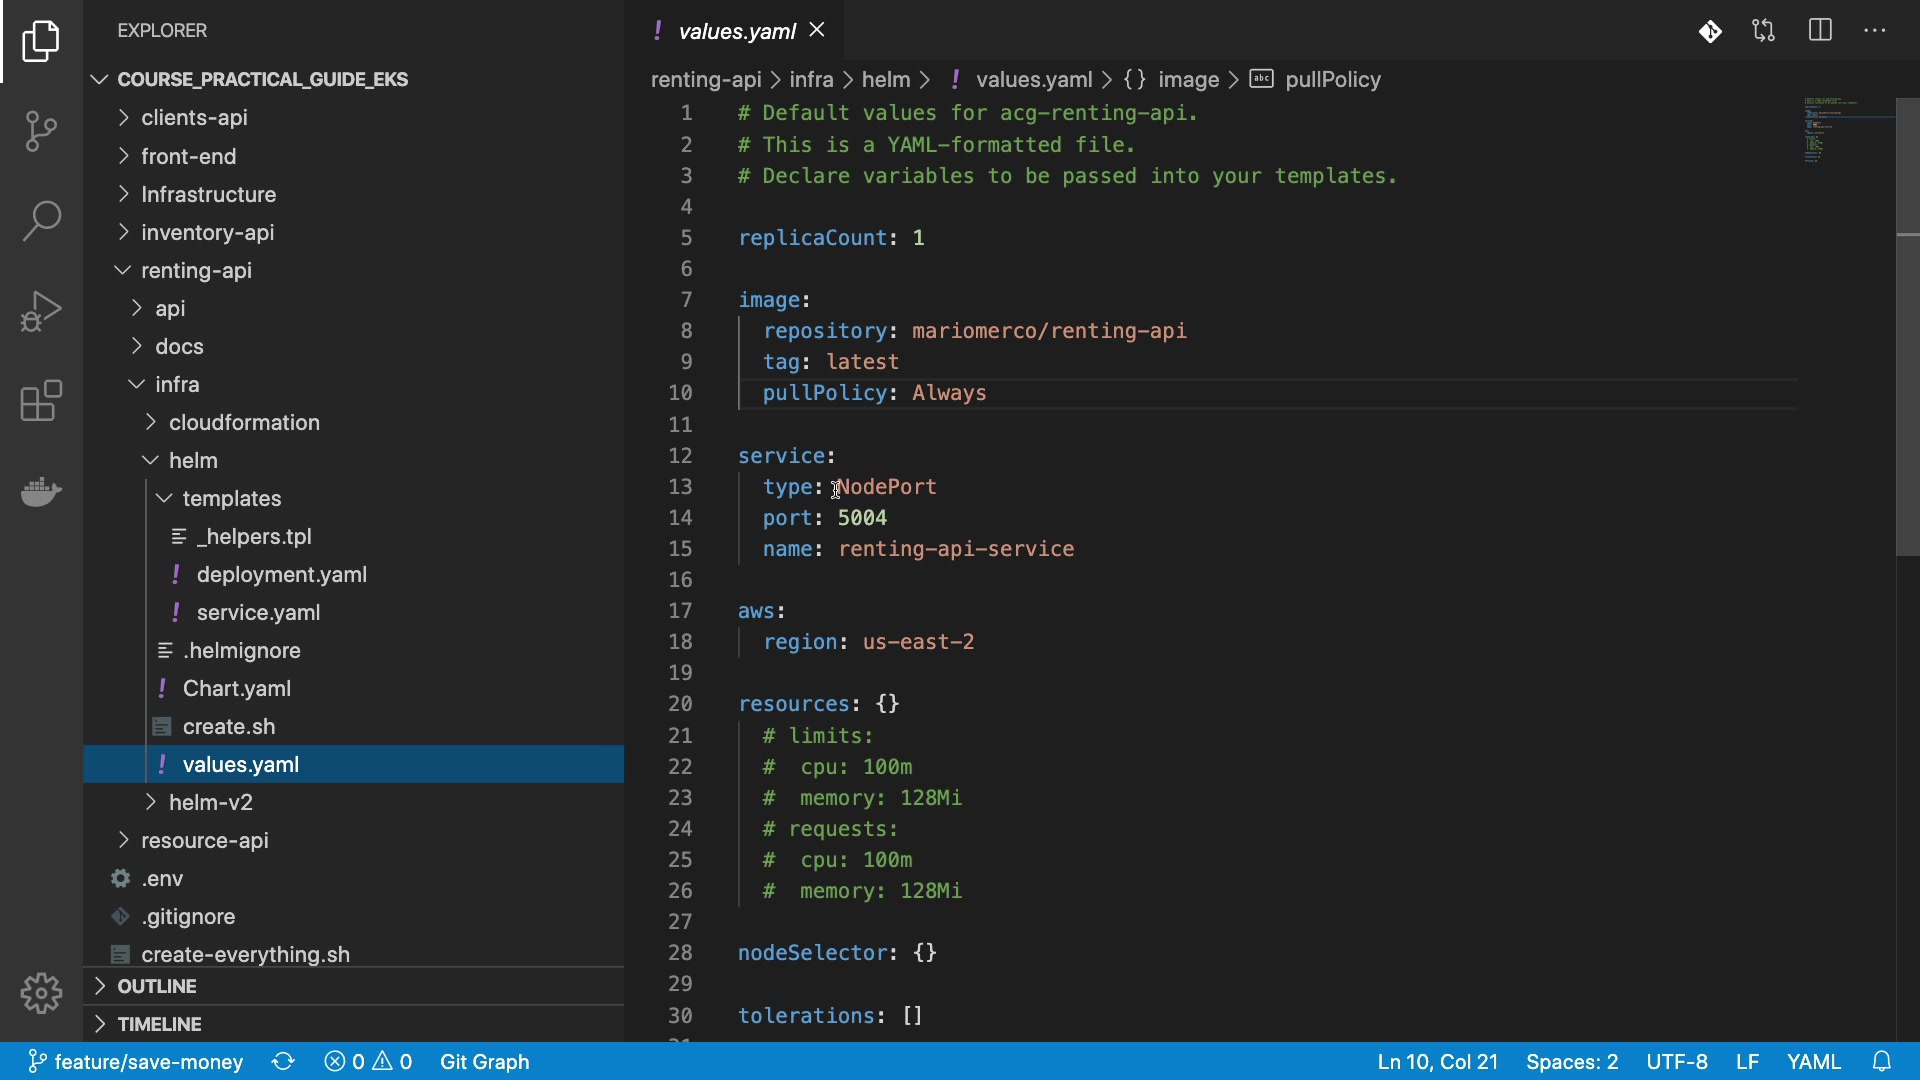 EXPLORER
COURSE_PRACTICAL_GUIDE_EKS
clients-api
front-end
Infrastructure
inventory-api
renting-api
api
docs
infra
cloudformation
helm
templates
_helpers.tpl
! deployment.yaml
! service.yaml
.helmignore
! Chart.yaml
create.sh
! values.yaml
helm-v2
resource-api
.env
.gitignore
create-everything.sh
OUTLINE
TIMELINE
! values.yaml
renting-api > infra > helm > ! values.yaml > {} image > abc pullPolicy
1 # Default values for acg-renting-api.
2 # This is a YAML-formatted file.
3 # Declare variables to be passed into your templates.
4
5 replicaCount: 1
6
7 image:
8 repository: mariomerco/renting-api
9 tag: latest
10 pullPolicy: Always
11
12 service:
13 type: NodePort
14 port: 5004
15 name: renting-api-service
16
17 aws:
18 region: us-east-2
19
20 resources: {}
21 # limits:
22 #  cpu: 100m
23 #  memory: 128Mi
24 # requests:
25 #  cpu: 100m
26 #  memory: 128Mi
27
28 nodeSelector: {}
29
30 tolerations: []
feature/save-money 0 0 Git Graph Ln 10, Col 21 Spaces: 2 UTF-8 LF YAML